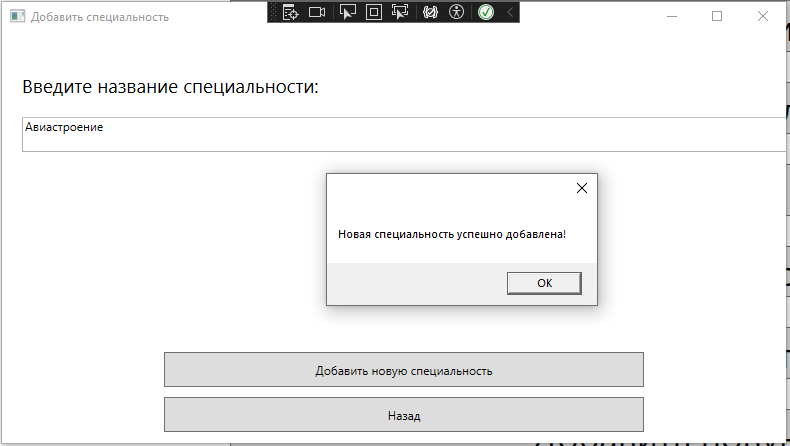 Добавить специальность
Введите название специальности:
Авиастроение
Новая специальность успешно добавлена!
OK
Добавить новую специальность
Назад